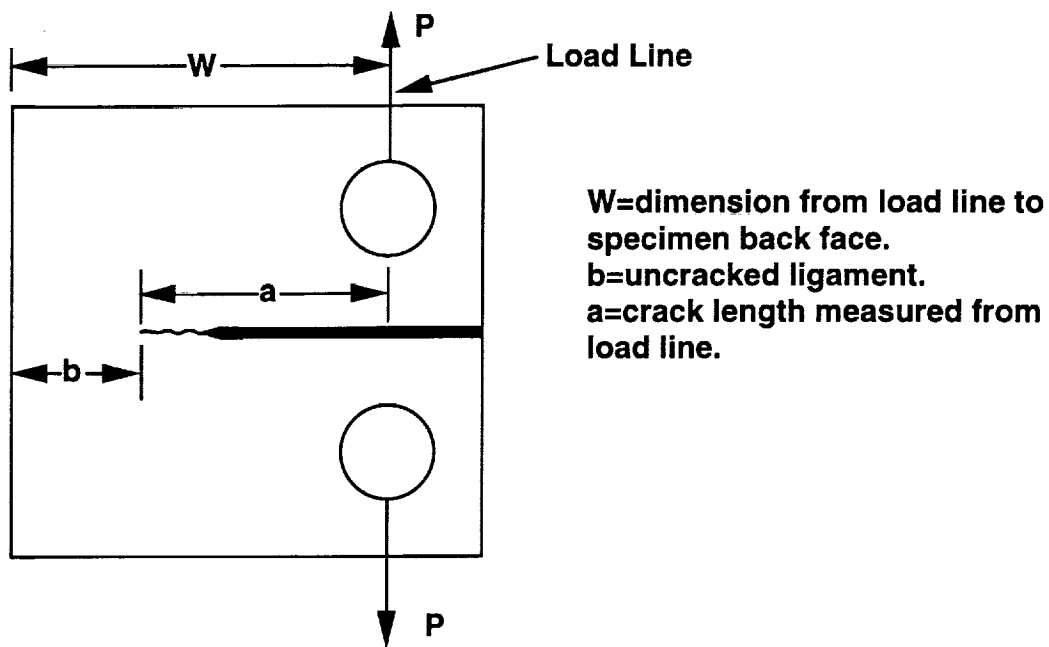 P
W
Load Line
W=dimension from load line to
specimen back face.
b=uncracked ligament.
a=crack length measured from
load line.
a
b
P